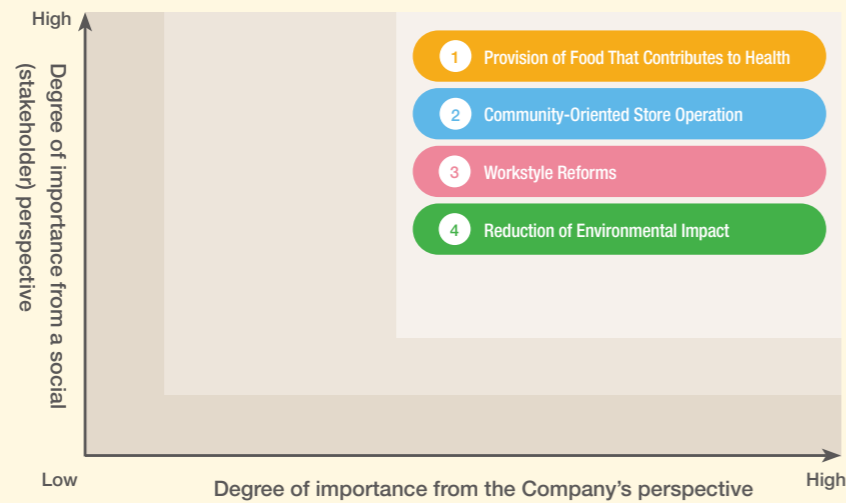 High
Degree of importance from a social
(stakeholder) perspective
1 Provision of Food That Contributes to Health
2 Community-Oriented Store Operation
3 Workstyle Reforms
4 Reduction of Environmental Impact
Low
Degree of importance from the Company’s perspective
High